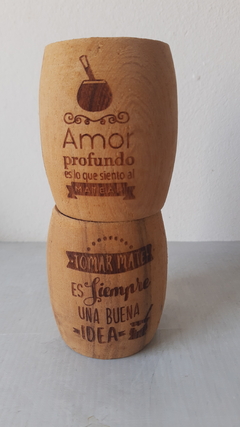 Amor
profundo
es lo que siento al
MATEAR
TOMAR MATE
ES Siempre
UNA BUENA
IDEA